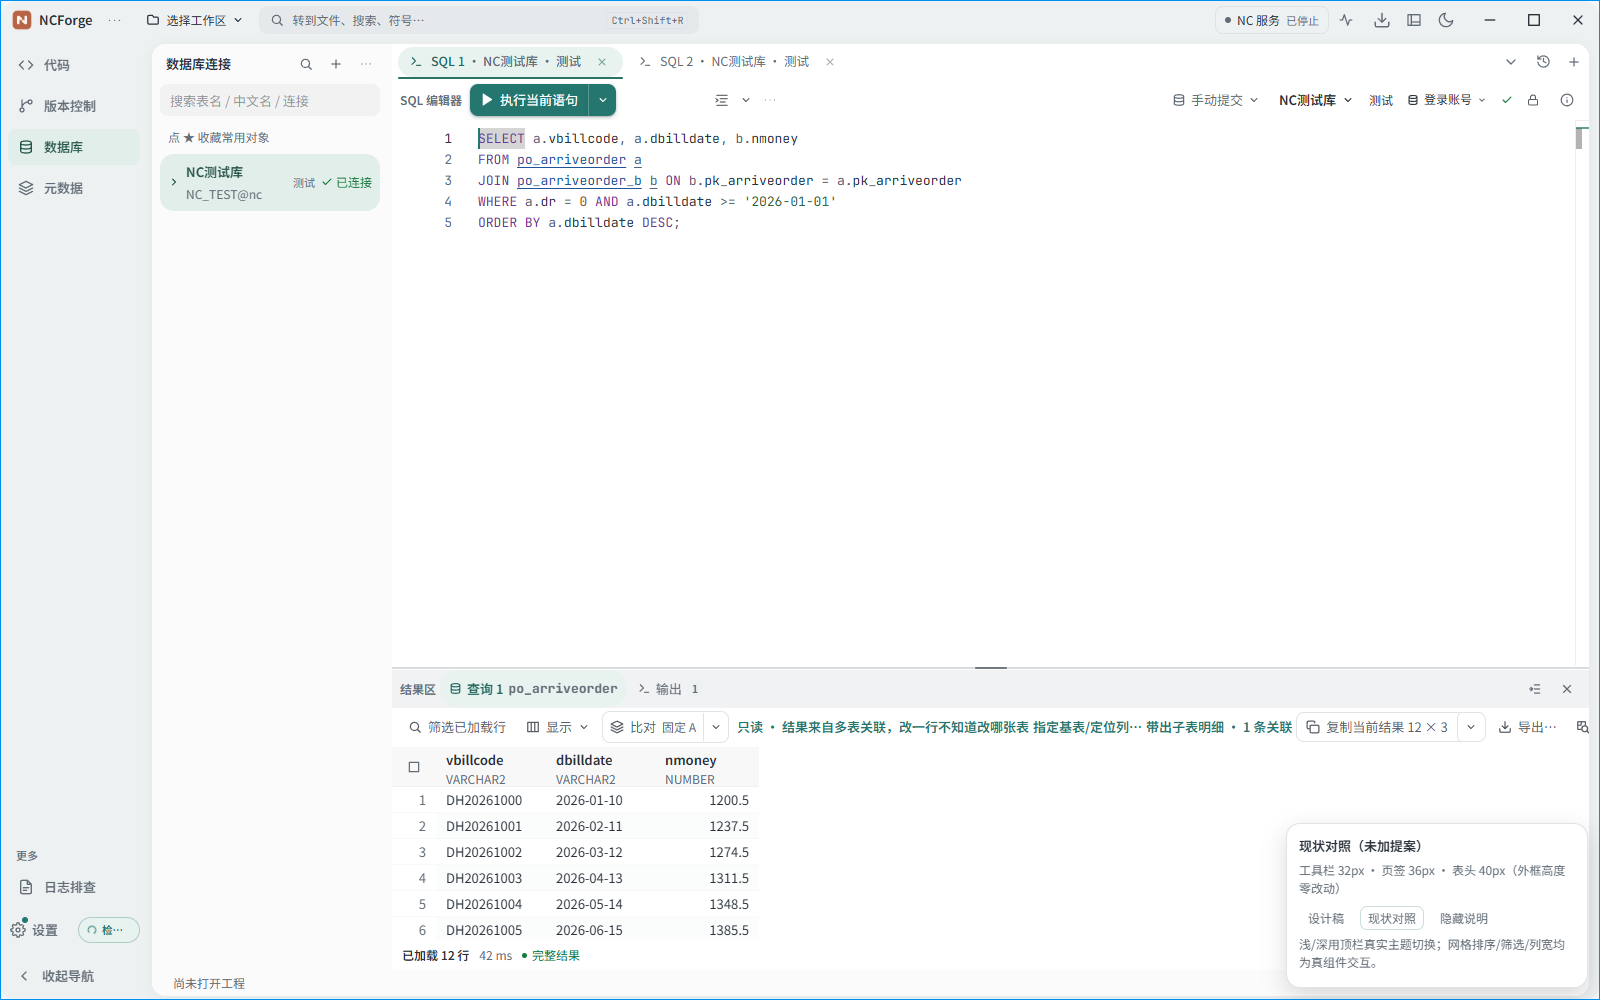 NCForge ··· 选择工作区 转到文件、搜索、符号… Ctrl+Shift+R NC 服务 已停止
代码
版本控制
数据库
元数据
更多
日志排查
设置 检…
收起导航
数据库连接 ···
搜索表名 / 中文名 / 连接
点 ★ 收藏常用对象
NC测试库
NC_TEST@nc
测试 ✓ 已连接
尚未打开工程
SQL 1 · NC测试库 · 测试 ×
SQL 2 · NC测试库 · 测试 ×
SQL 编辑器 执行当前语句 ··· 手动提交 NC测试库 测试 登录账号
1 SELECT a.vbillcode, a.dbilldate, b.nmoney
2 FROM po_arriveorder a
3 JOIN po_arriveorder_b b ON b.pk_arriveorder = a.pk_arriveorder
4 WHERE a.dr = 0 AND a.dbilldate >= '2026-01-01'
5 ORDER BY a.dbilldate DESC;
结果区 查询 1 po_arriveorder 输出 1
筛选已加载行 显示 比对 固定 A 只读 · 结果来自多表关联，改一行不知道改哪张表 指定基表/定位列… 带出子表明细 · 1 条关联 复制当前结果 12 × 3 导出…
vbillcode dbilldate nmoney
VARCHAR2 VARCHAR2 NUMBER
1 DH20261000 2026-01-10 1200.5
2 DH20261001 2026-02-11 1237.5
3 DH20261002 2026-03-12 1274.5
4 DH20261003 2026-04-13 1311.5
5 DH20261004 2026-05-14 1348.5
6 DH20261005 2026-06-15 1385.5
已加载 12 行 42 ms 完整结果
现状对照（未加提案）
工具栏 32px · 页签 36px · 表头 40px（外框高度
零改动）
设计稿 现状对照 隐藏说明
浅/深用顶栏真实主题切换；网格排序/筛选/列宽均
为真组件交互。